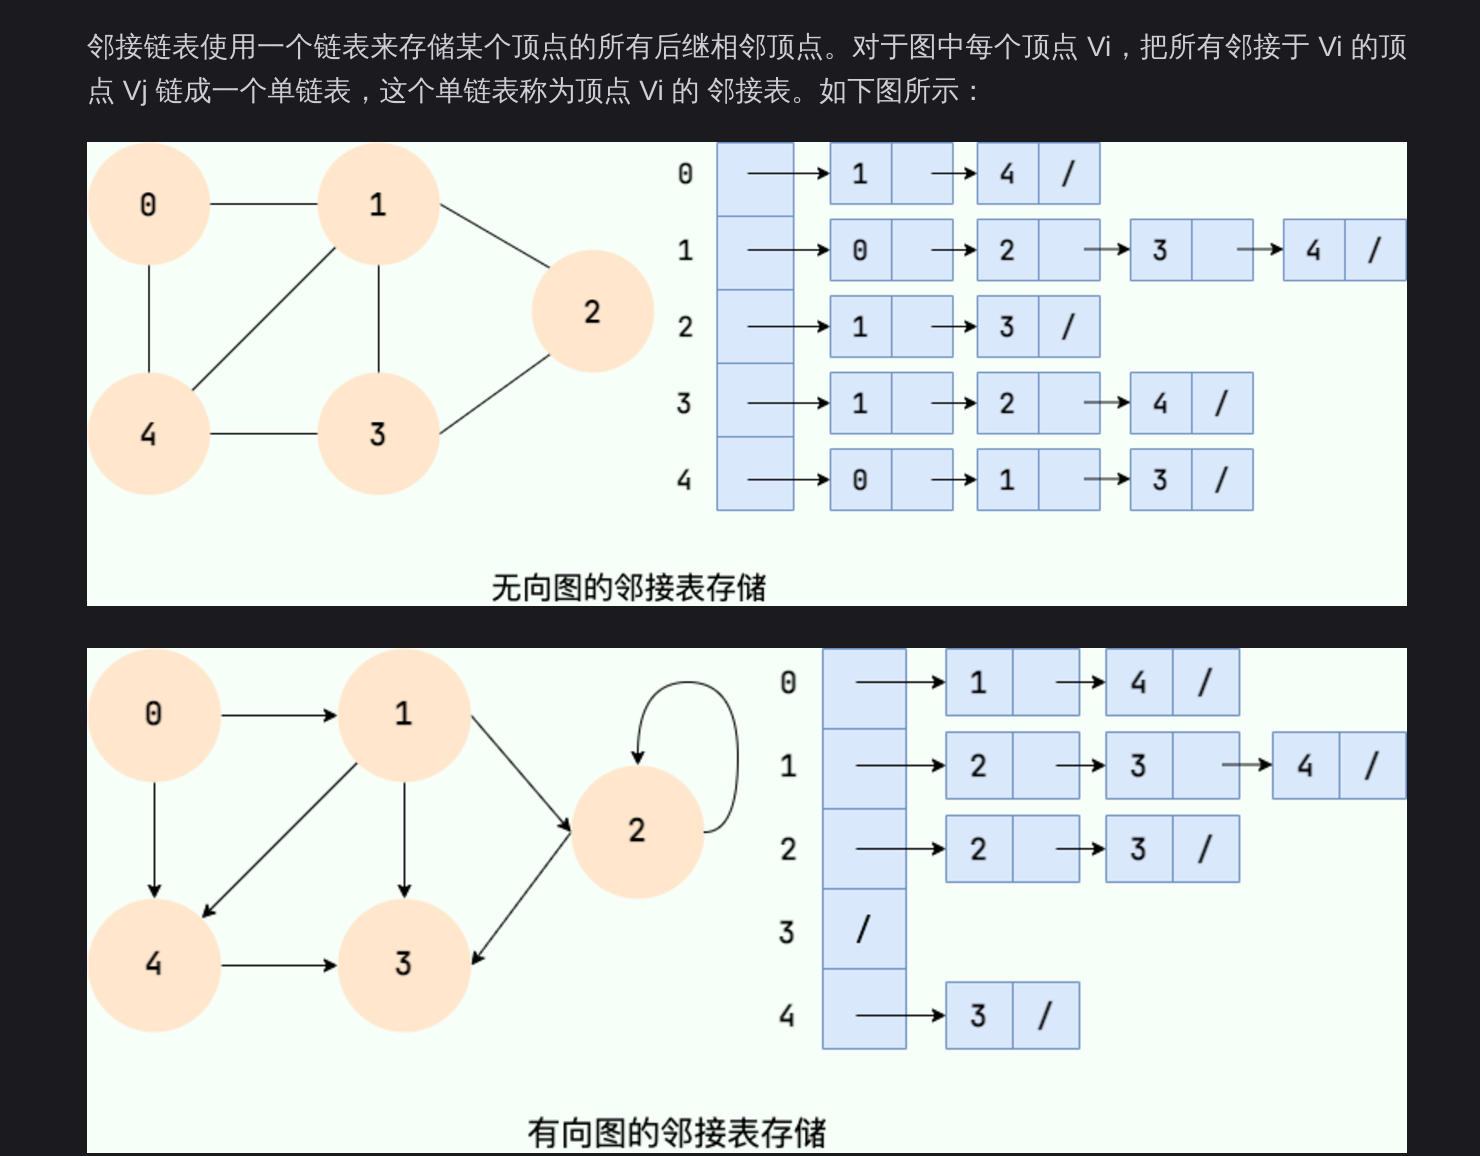 邻接链表使用一个链表来存储某个顶点的所有后继相邻顶点。对于图中每个顶点 Vi，把所有邻接于 Vi 的顶
点 Vj 链成一个单链表，这个单链表称为顶点 Vi 的 邻接表。如下图所示：
0 1 0 1 4 /
1 0 2 3 4 /
2 2 1 3 /
4 3 3 1 2 4 /
4 0 1 3 /
无向图的邻接表存储
0 1 0 1 4 /
1 2 3 4 /
2 2 2 3 /
4 3 3 /
4 3 /
有向图的邻接表存储